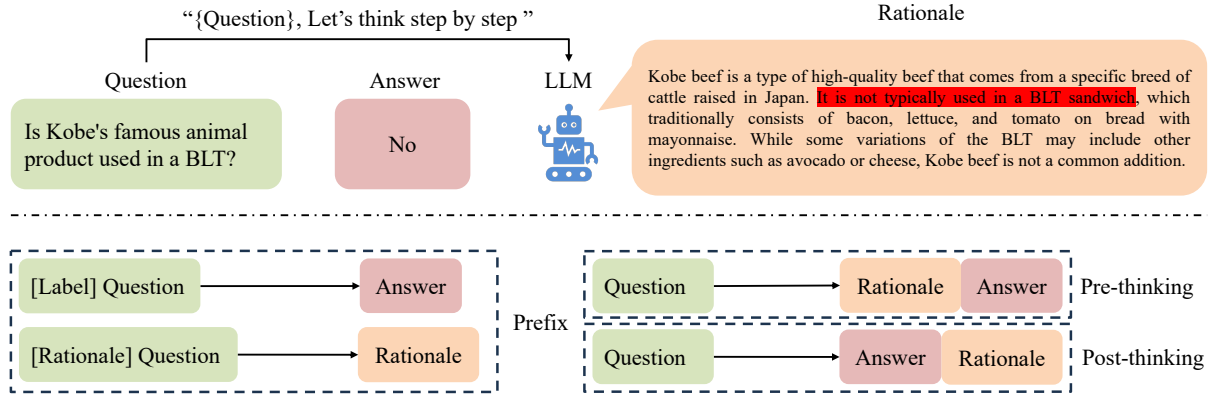 “{Question}, Let’s think step by step ”
Rationale
Question
Answer
LLM
Is Kobe's famous animal
product used in a BLT?
No
Kobe beef is a type of high-quality beef that comes from a specific breed of
cattle raised in Japan. It is not typically used in a BLT sandwich, which
traditionally consists of bacon, lettuce, and tomato on bread with
mayonnaise. While some variations of the BLT may include other
ingredients such as avocado or cheese, Kobe beef is not a common addition.
[Label] Question
Answer
[Rationale] Question
Rationale
Prefix
Question
Rationale
Answer
Pre-thinking
Question
Answer
Rationale
Post-thinking